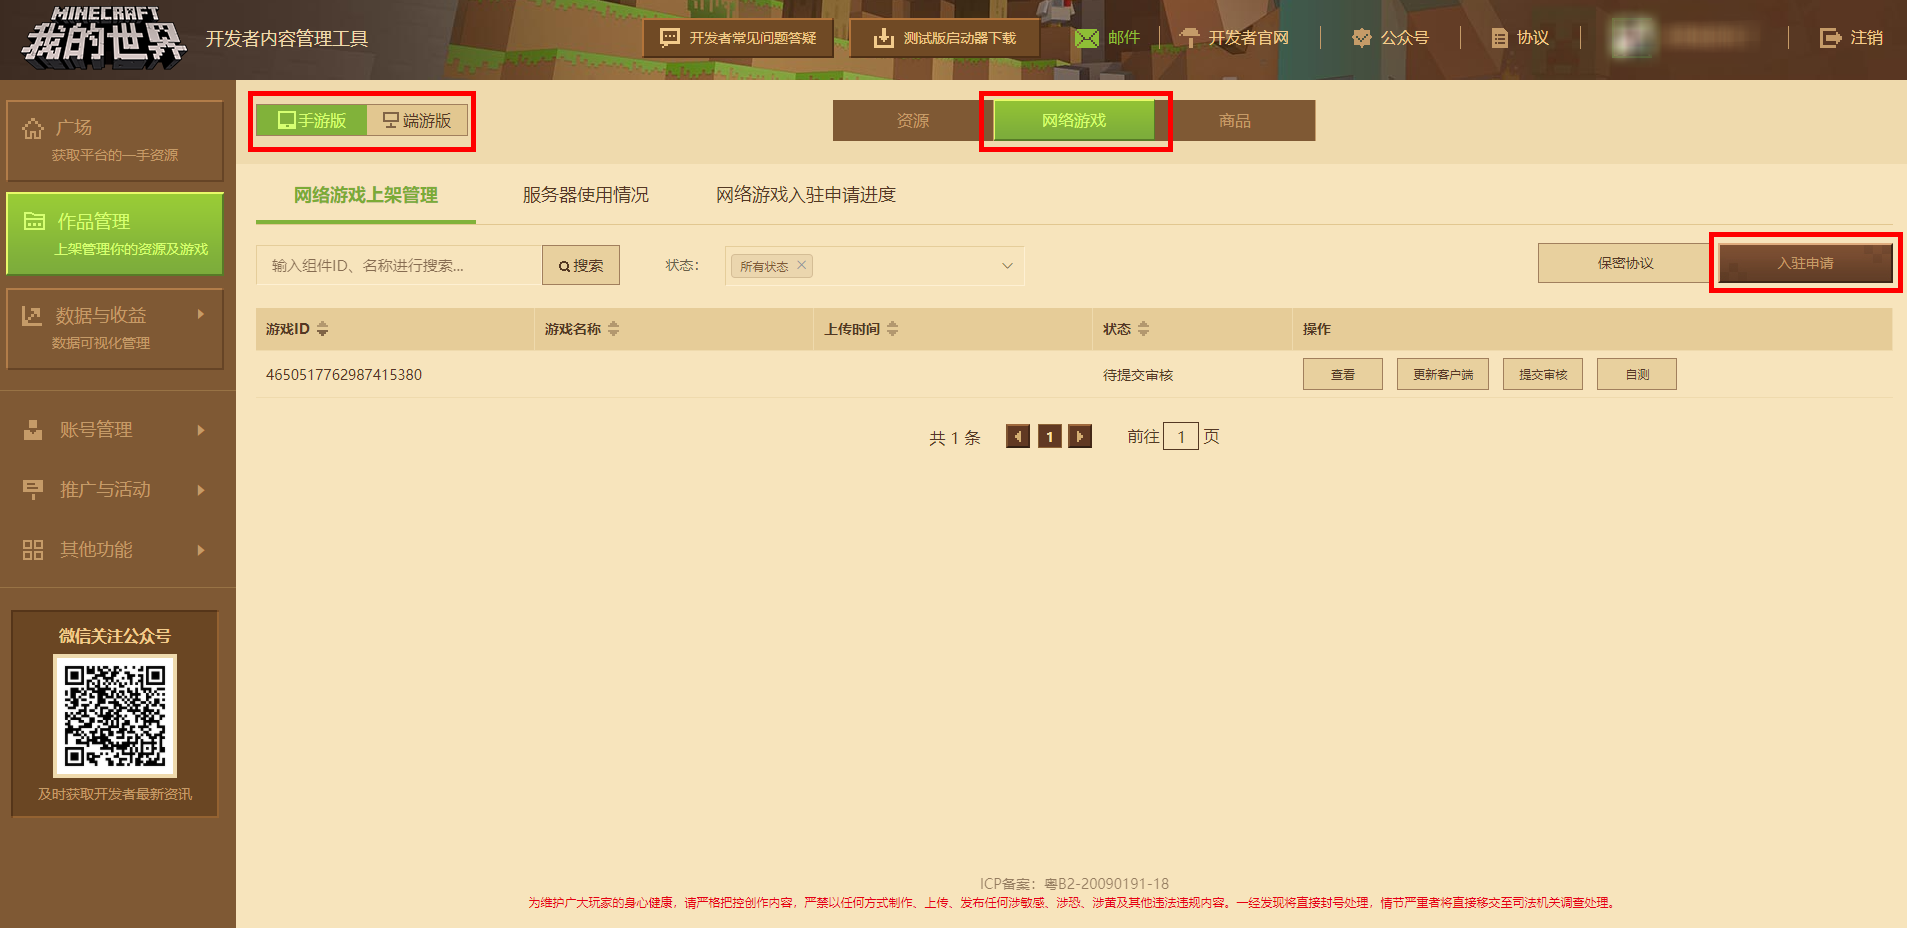 MINECRAFT
我的世界
开发者内容管理工具
开发者常见问题答疑
测试版启动器下载
邮件
开发者官网
公众号
协议
注销
广场
获取平台的一手资源
作品管理
上架管理你的资源及游戏
数据与收益
数据可视化管理
账号管理
推广与活动
其他功能
微信关注公众号
及时获取开发者最新资讯
手游版
端游版
资源
网络游戏
商品
网络游戏上架管理
服务器使用情况
网络游戏入驻申请进度
输入组件ID、名称进行搜索...
搜索
状态：
所有状态
保密协议
入驻申请
游戏ID
游戏名称
上传时间
状态
操作
4650517762987415380
待提交审核
查看
更新客户端
提交审核
自测
共 1 条
1
前往 1 页
ICP备案：粤B2-20090191-18
为维护广大玩家的身心健康，请严格把控创作内容，严禁以任何方式制作、上传、发布任何涉敏感、涉恐、涉黄及其他违法违规内容。一经发现将直接封号处理，情节严重者将直接移交至司法机关调查处理。